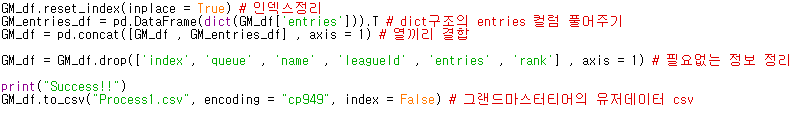 GM_df.reset_index(inplace = True) # 인덱스정리
GM_entries_df = pd.DataFrame(dict(GM_df['entries'])).T # dict구조의 entries 컬럼 풀어주기
GM_df = pd.concat([GM_df , GM_entries_df] , axis = 1) # 열끼리 결합
GM_df = GM_df.drop(['index', 'queue' , 'name' , 'leagueId' , 'entries' , 'rank'] , axis = 1) # 필요없는 정보 정리
print("Success!!")
GM_df.to_csv("Process1.csv", encoding = "cp949", index = False) # 그랜드마스터티어의 유저데이터 csv